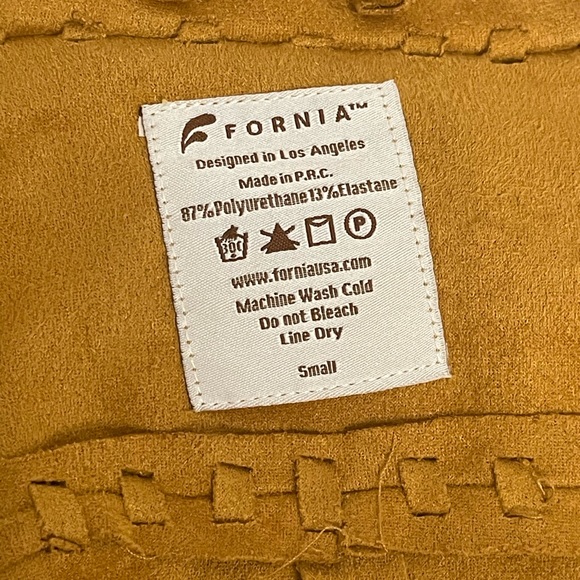 FORNIA™
Designed in Los Angeles
Made in P.R.C.
87%Polyurethane13%Elastane
30C P
www.forniausa.com
Machine Wash Cold
Do not Bleach
Line Dry
Small